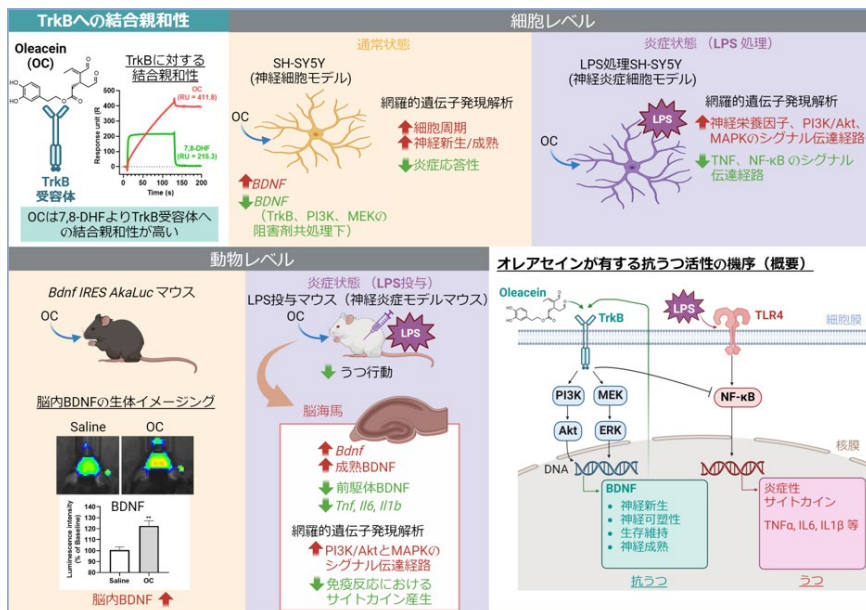 TrkBへの結合親和性
Oleacein
(OC)
TrkBに対する
結合親和性
OC
(RU = 411.8)
7,8-DHF
(RU = 215.3)
Response unit (R
500
400
300
200
100
0
0
50
100
150
200
Time (s)
TrkB
受容体
OCは7,8-DHFよりTrkB受容体へ
の結合親和性が高い
細胞レベル
通常状態
SH-SY5Y
(神経細胞モデル)
OC
網羅的遺伝子発現解析
細胞周期
神経新生/成熟
炎症応答性
BDNF
BDNF
(TrkB、PI3K、MEKの
阻害剤共処理下)
炎症状態 (LPS 処理)
LPS処理SH-SY5Y
(神経炎症細胞モデル)
OC
LPS
網羅的遺伝子発現解析
神経栄養因子、PI3K/Akt、
MAPKのシグナル伝達経路
TNF、NF-κB のシグナル
伝達経路
動物レベル
Bdnf IRES AkaLuc マウス
OC
脳内BDNFの生体イメージング
Saline
OC
BDNF
Luminescence intensity
(% of Baseline)
140
130
120
110
100
90
80
**
Saline
OC
脳内BDNF
炎症状態 (LPS投与)
LPS投与マウス（神経炎症モデルマウス）
OC
LPS
うつ行動
脳海馬
Bdnf
成熟BDNF
前駆体BDNF
Tnf, Il6, Il1b
網羅的遺伝子発現解析
PI3K/AktとMAPKの
シグナル伝達経路
免疫反応における
サイトカイン産生
オレアセインが有する抗うつ活性の機序（概要）
Oleacein
TrkB
LPS
TLR4
細胞膜
PI3K
MEK
NF-κB
Akt
ERK
核膜
DNA
BDNF
• 神経新生
• 神経可塑性
• 生存維持
• 神経成熟
抗うつ
炎症性
サイトカイン
TNFα, IL6, IL1β 等
うつ